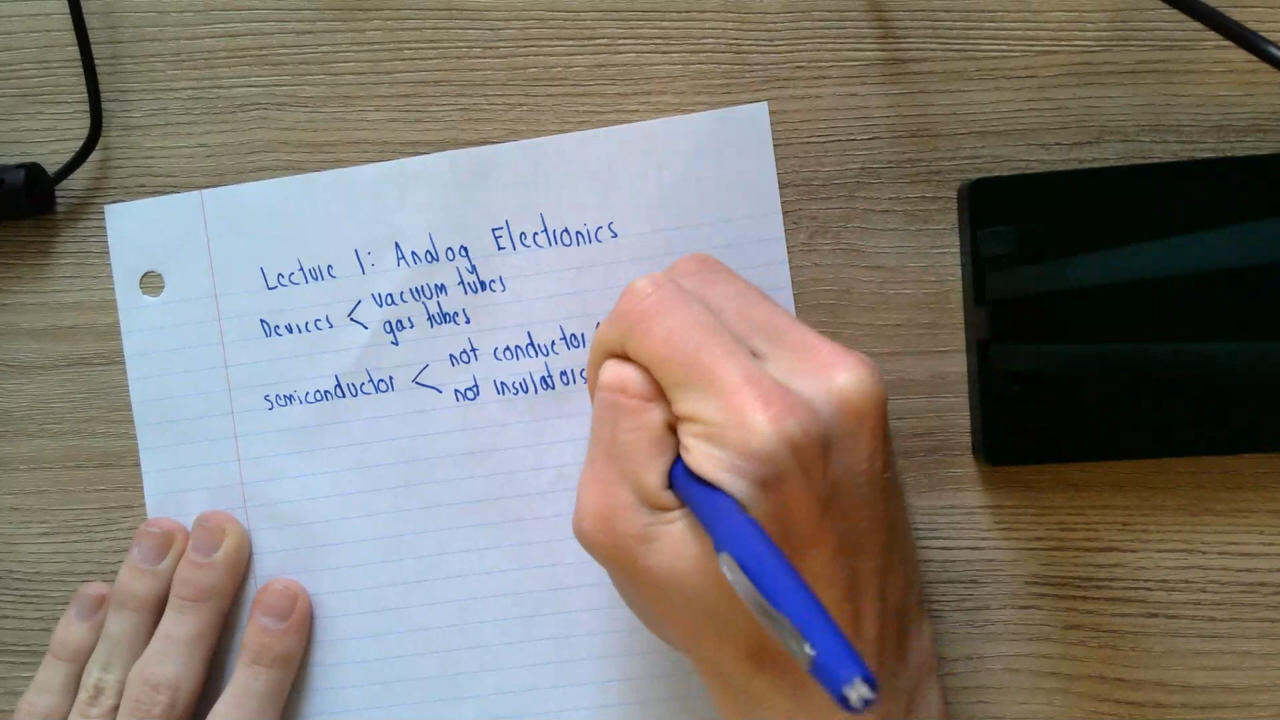 Lecture 1: Analog Electronics
Devices < vacuum tubes
gas tubes
semiconductor < not conductor
not insulators